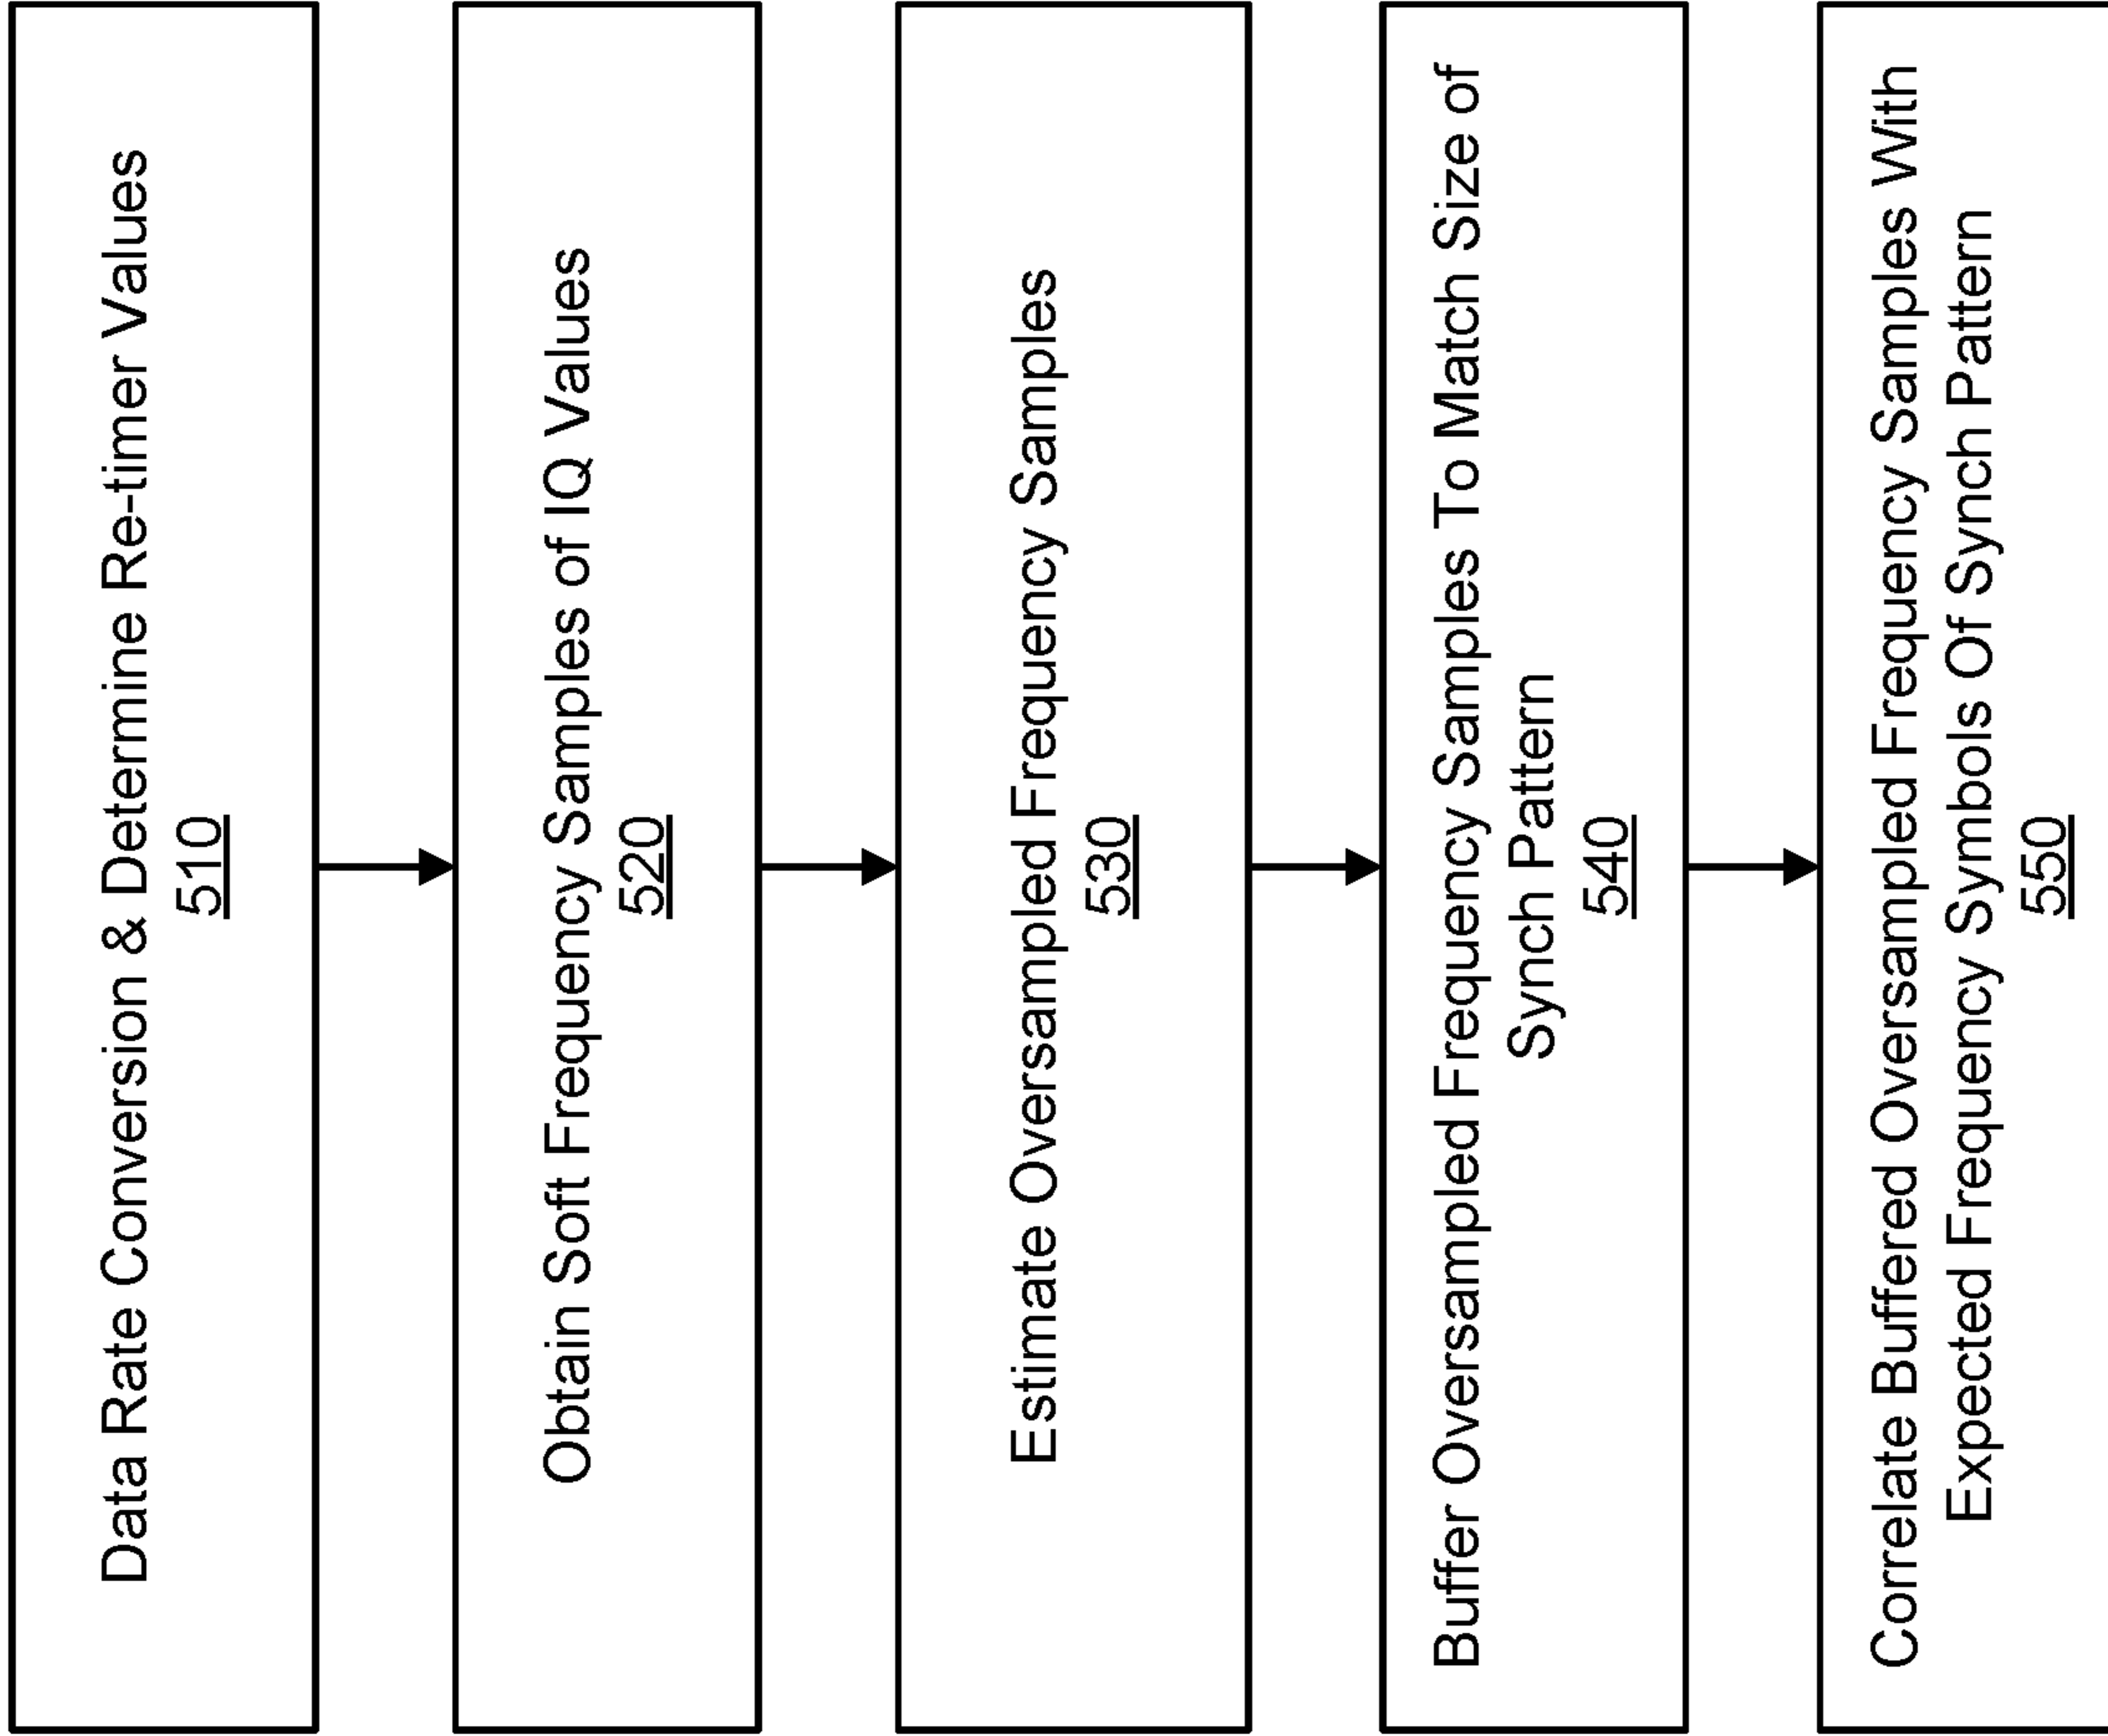 Data Rate Conversion & Determine Re-timer Values
510
Obtain Soft Frequency Samples of IQ Values
520
Estimate Oversampled Frequency Samples
530
Buffer Oversampled Frequency Samples To Match Size of
Synch Pattern
540
Correlate Buffered Oversampled Frequency Samples With
Expected Frequency Symbols Of Synch Pattern
550